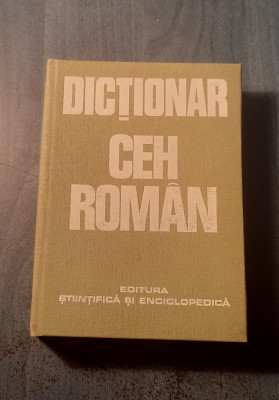 DICȚIONAR
CEH
ROMÂN
EDITURA
ȘTIINȚIFICĂ ȘI ENCICLOPEDICĂ